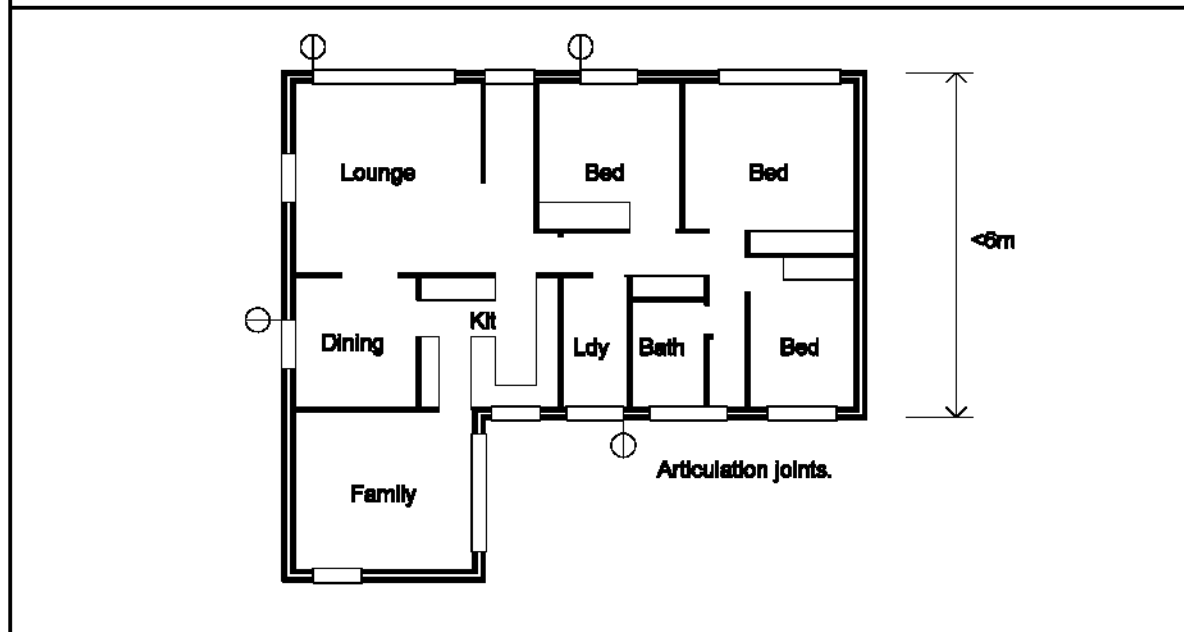 Lounge
Bed
Bed
<6m
Dining
Kit
Ldy
Bath
Bed
Family
Articulation joints.